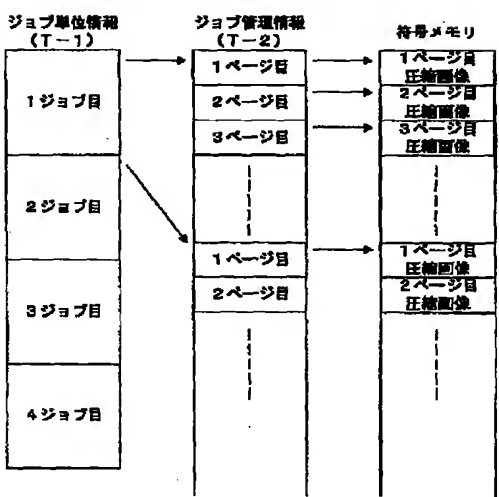 ジョブ単位情報
(T-1)
1ジョブ目
2ジョブ目
3ジョブ目
4ジョブ目
ジョブ管理情報
(T-2)
1ページ目
2ページ目
3ページ目
1ページ目
2ページ目
符号メモリ
1ページ目
圧縮画像
2ページ目
圧縮画像
3ページ目
圧縮画像
1ページ目
圧縮画像
2ページ目
圧縮画像